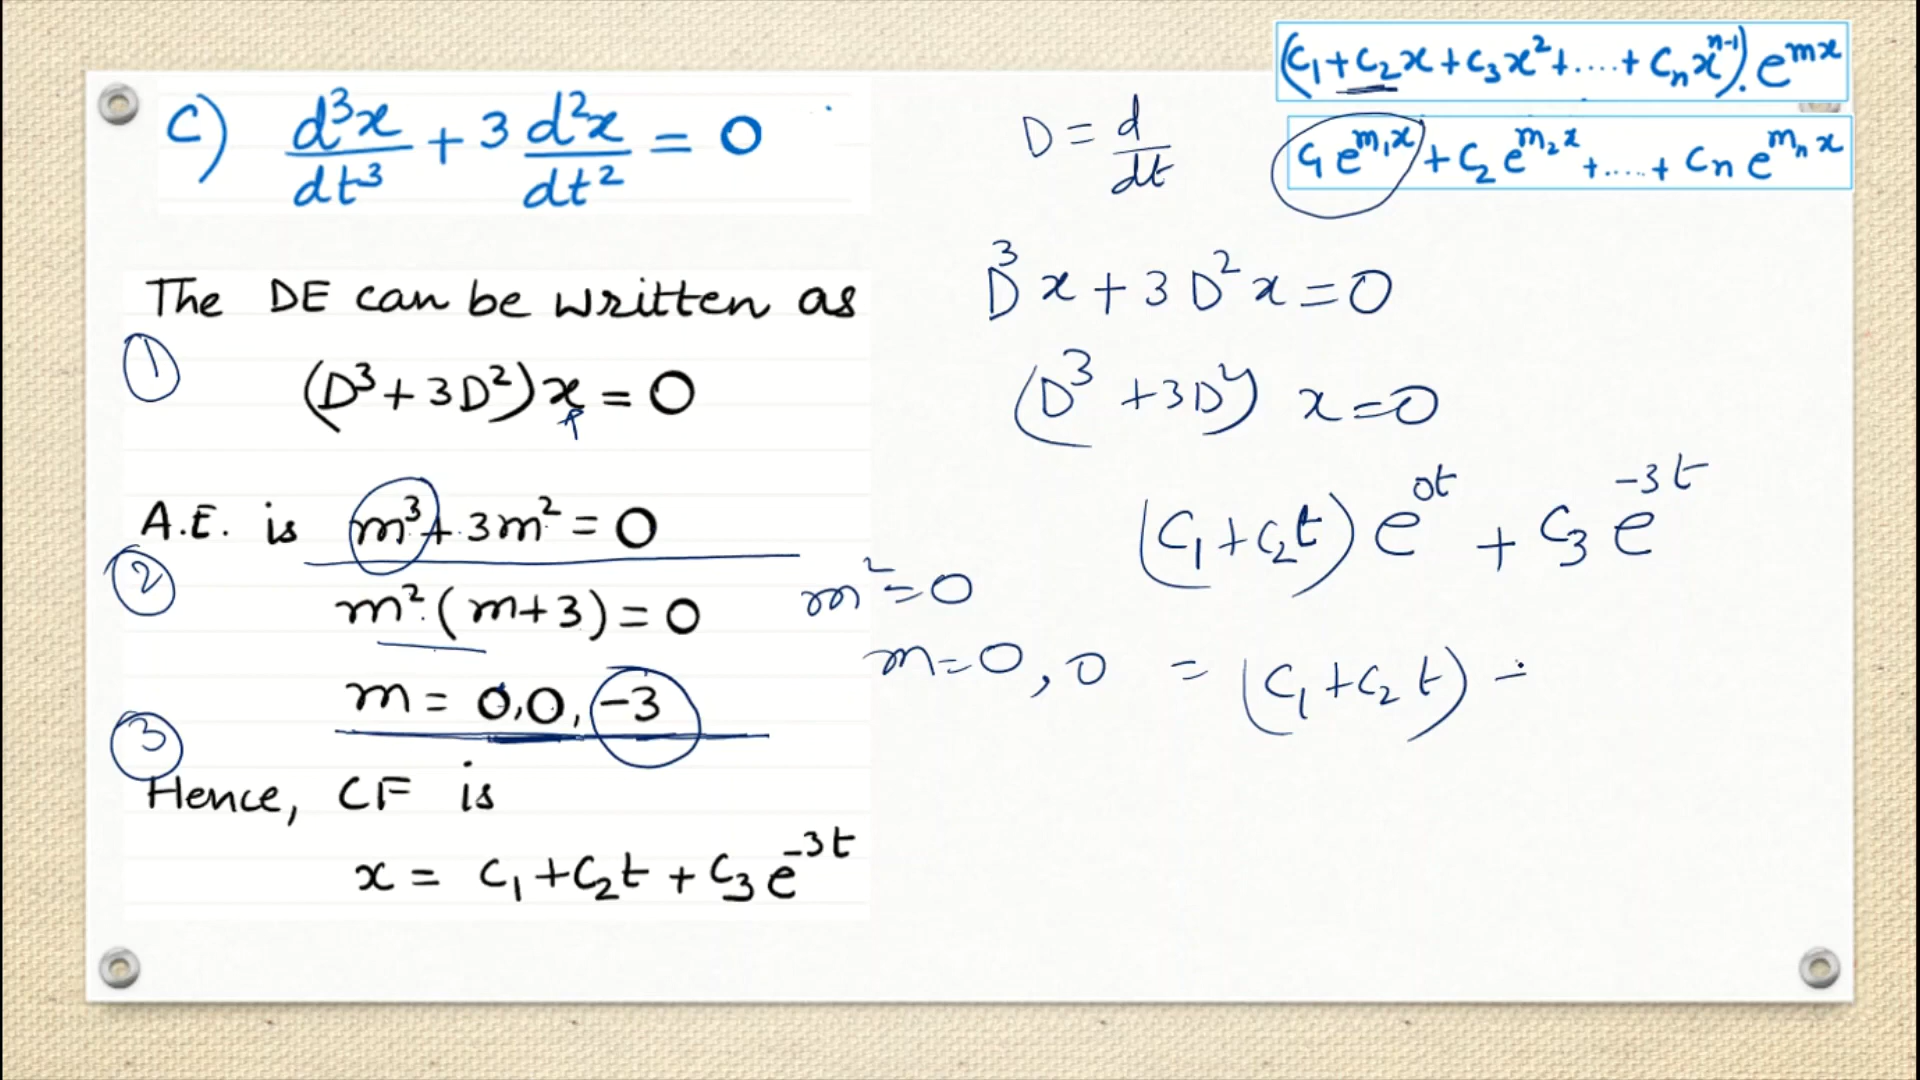 (C₁+C₂x+C₃x²+....+Cₙxⁿ⁻¹).eᵐˣ
C₁e^{m₁x}+C₂e^{m₂x}+....+Cₙe^{mₙx}
C) d³x/dt³ + 3 d²x/dt² = 0
D = d/dt
The DE can be written as
D³x+3D²x=0
①
(D³+3D²)x = 0
(D³+3D²) x=0
A.E. is m³+3m² = 0
(C₁+C₂t) e^{0t} + C₃ e^{-3t}
②
m²(m+3) = 0
m²=0
m=0,0
= (C₁+C₂t) +
m = 0,0,-3
③
Hence, CF is
x = C₁+C₂t + C₃e^{-3t}